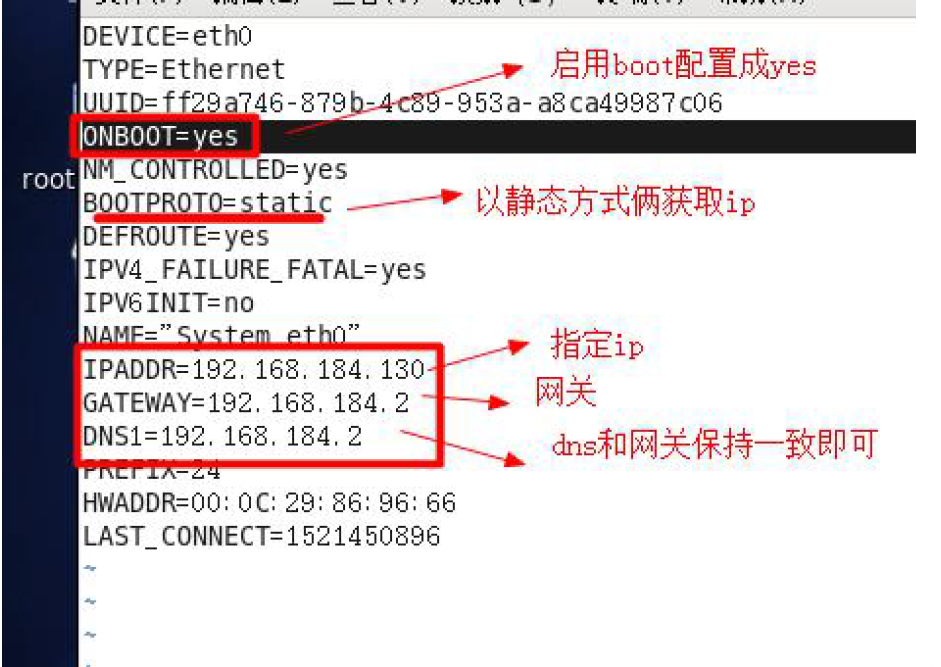 DEVICE=eth0
TYPE=Ethernet
启用boot配置成yes
UUID=ff29a746-879b-4c89-953a-a8ca49987c06
ONBOOT=yes
root
NM_CONTROLLED=yes
BOOTPROTO=static
以静态方式俩获取ip
DEFROUTE=yes
IPV4_FAILURE_FATAL=yes
IPV6INIT=no
NAME="System eth0"
指定ip
IPADDR=192.168.184.130
网关
GATEWAY=192.168.184.2
DNS1=192.168.184.2
dns和网关保持一致即可
PREFIX=24
HWADDR=00:0C:29:86:96:66
LAST_CONNECT=1521450896
~
~
~